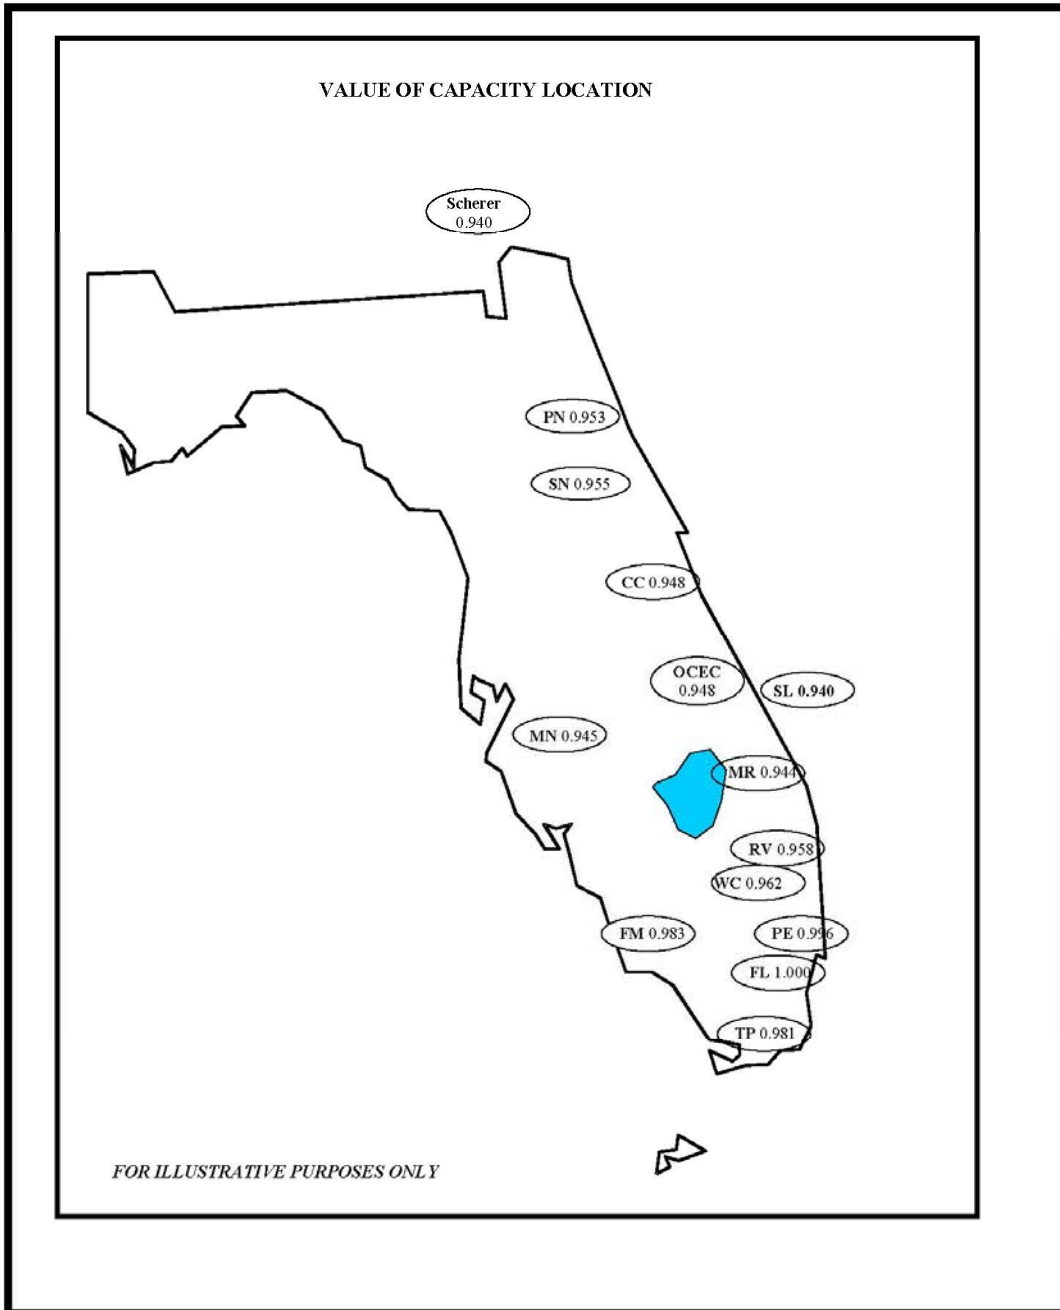 VALUE OF CAPACITY LOCATION
Scherer
0.940
PN 0.953
SN 0.955
CC 0.948
OCEC
0.948
SL 0.940
MN 0.945
MR 0.944
RV 0.958
WC 0.962
FM 0.983
PE 0.996
FL 1.000
TP 0.981
FOR ILLUSTRATIVE PURPOSES ONLY